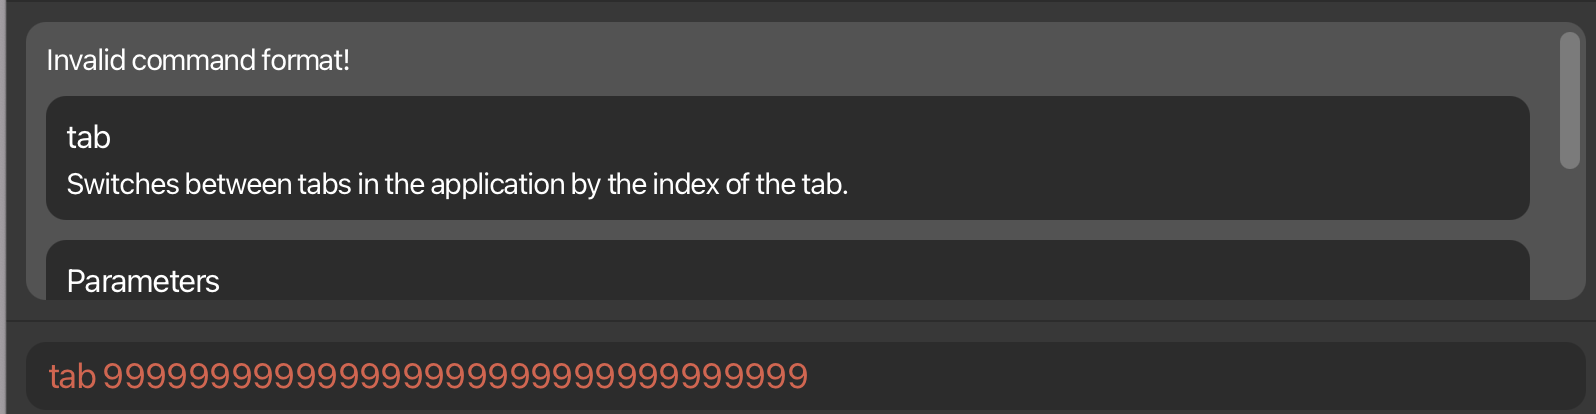 Invalid command format!
tab
Switches between tabs in the application by the index of the tab.
Parameters
tab 999999999999999999999999999999999